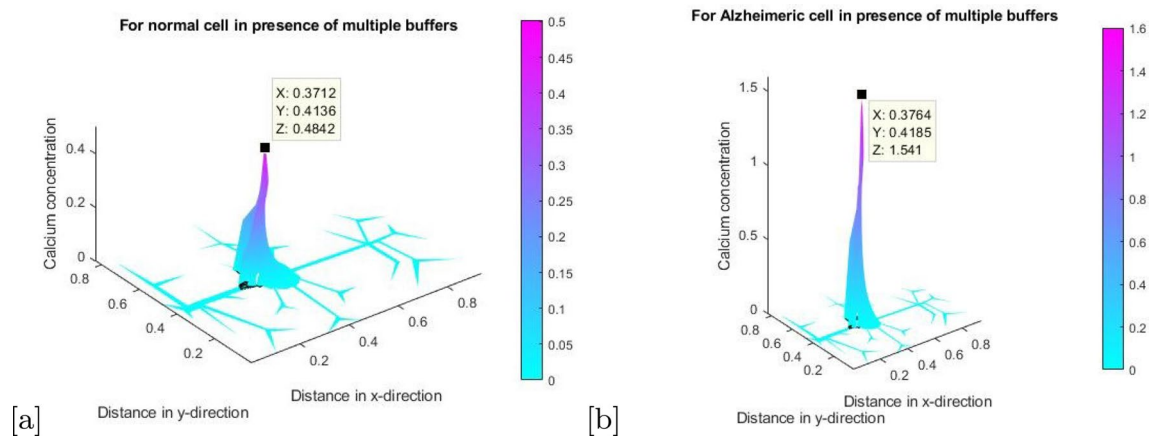 For normal cell in presence of multiple buffers
X: 0.3712
Y: 0.4136
Z: 0.4842
Calcium concentration
0.4
0.2
0
0.8
0.6
0.4
0.2
0.2
0.4
0.6
0.8
Distance in y-direction
Distance in x-direction
0.5
0.45
0.4
0.35
0.3
0.25
0.2
0.15
0.1
0.05
0
[a]
For Alzheimeric cell in presence of multiple buffers
X: 0.3764
Y: 0.4185
Z: 1.541
Calcium concentration
1.5
1
0.5
0
0.8
0.6
0.4
0.2
0.2
0.4
0.6
0.8
Distance in x-direction
Distance in y-direction
1.6
1.4
1.2
1
0.8
0.6
0.4
0.2
0
[b]